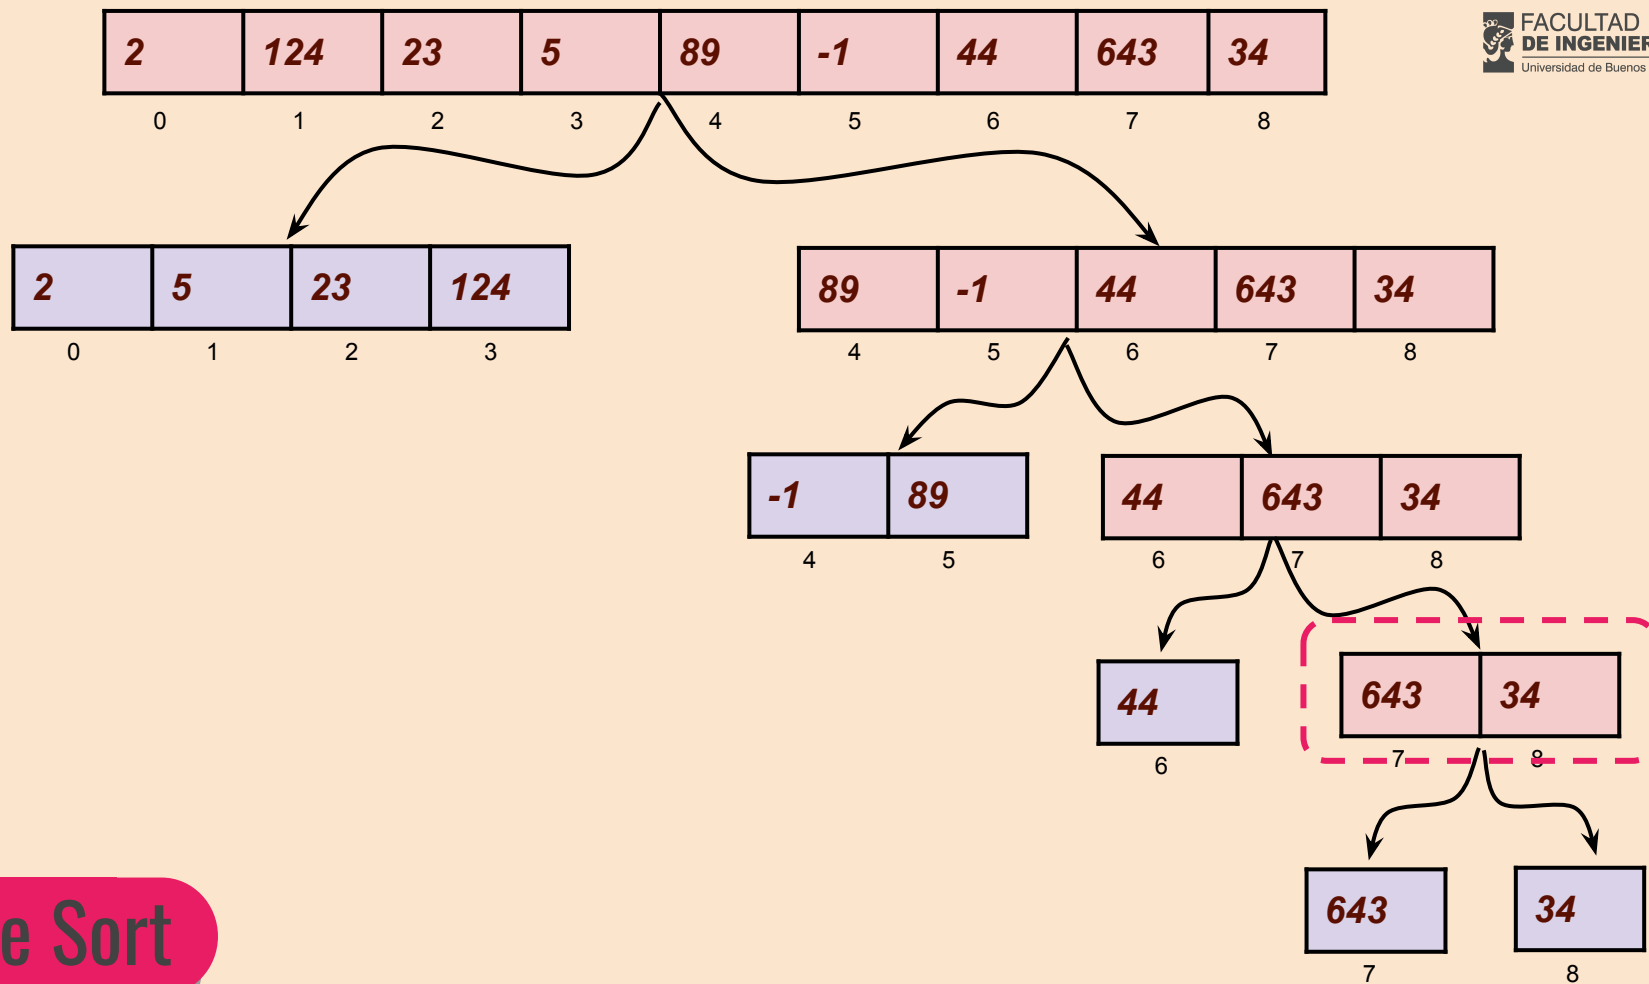 FACULTAD
DE INGENIER
Universidad de Buenos
2 124 23 5 89 -1 44 643 34
0 1 2 3 4 5 6 7 8
2 5 23 124
0 1 2 3
89 -1 44 643 34
4 5 6 7 8
-1 89
4 5
44 643 34
6 7 8
44
6
643 34
7 8
643
7
34
8
e Sort